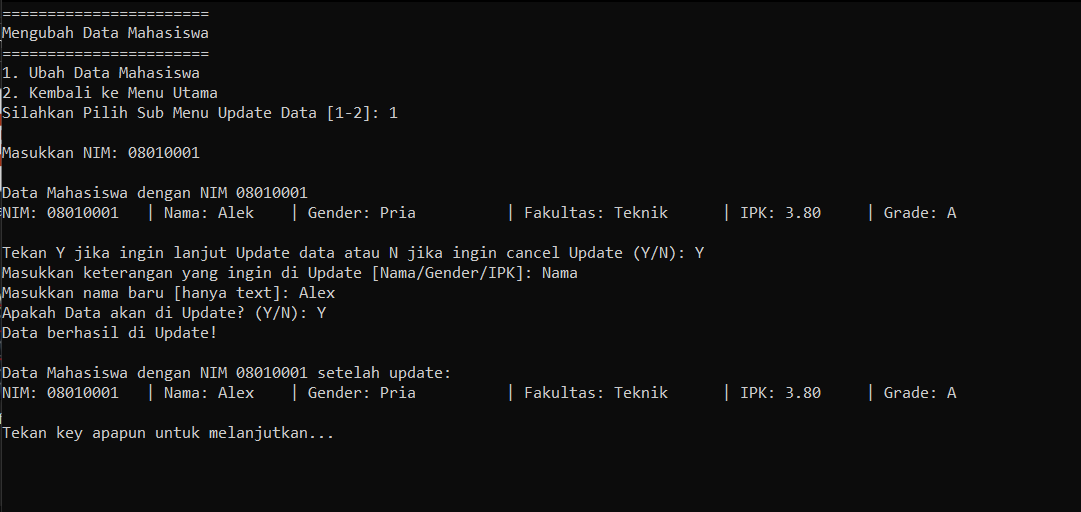 =======================
Mengubah Data Mahasiswa
=======================
1. Ubah Data Mahasiswa
2. Kembali ke Menu Utama
Silahkan Pilih Sub Menu Update Data [1-2]: 1
Masukkan NIM: 08010001
Data Mahasiswa dengan NIM 08010001
NIM: 08010001   | Nama: Alek    | Gender: Pria          | Fakultas: Teknik      | IPK: 3.80     | Grade: A
Tekan Y jika ingin lanjut Update data atau N jika ingin cancel Update (Y/N): Y
Masukkan keterangan yang ingin di Update [Nama/Gender/IPK]: Nama
Masukkan nama baru [hanya text]: Alex
Apakah Data akan di Update? (Y/N): Y
Data berhasil di Update!
Data Mahasiswa dengan NIM 08010001 setelah update:
NIM: 08010001   | Nama: Alex    | Gender: Pria          | Fakultas: Teknik      | IPK: 3.80     | Grade: A
Tekan key apapun untuk melanjutkan...